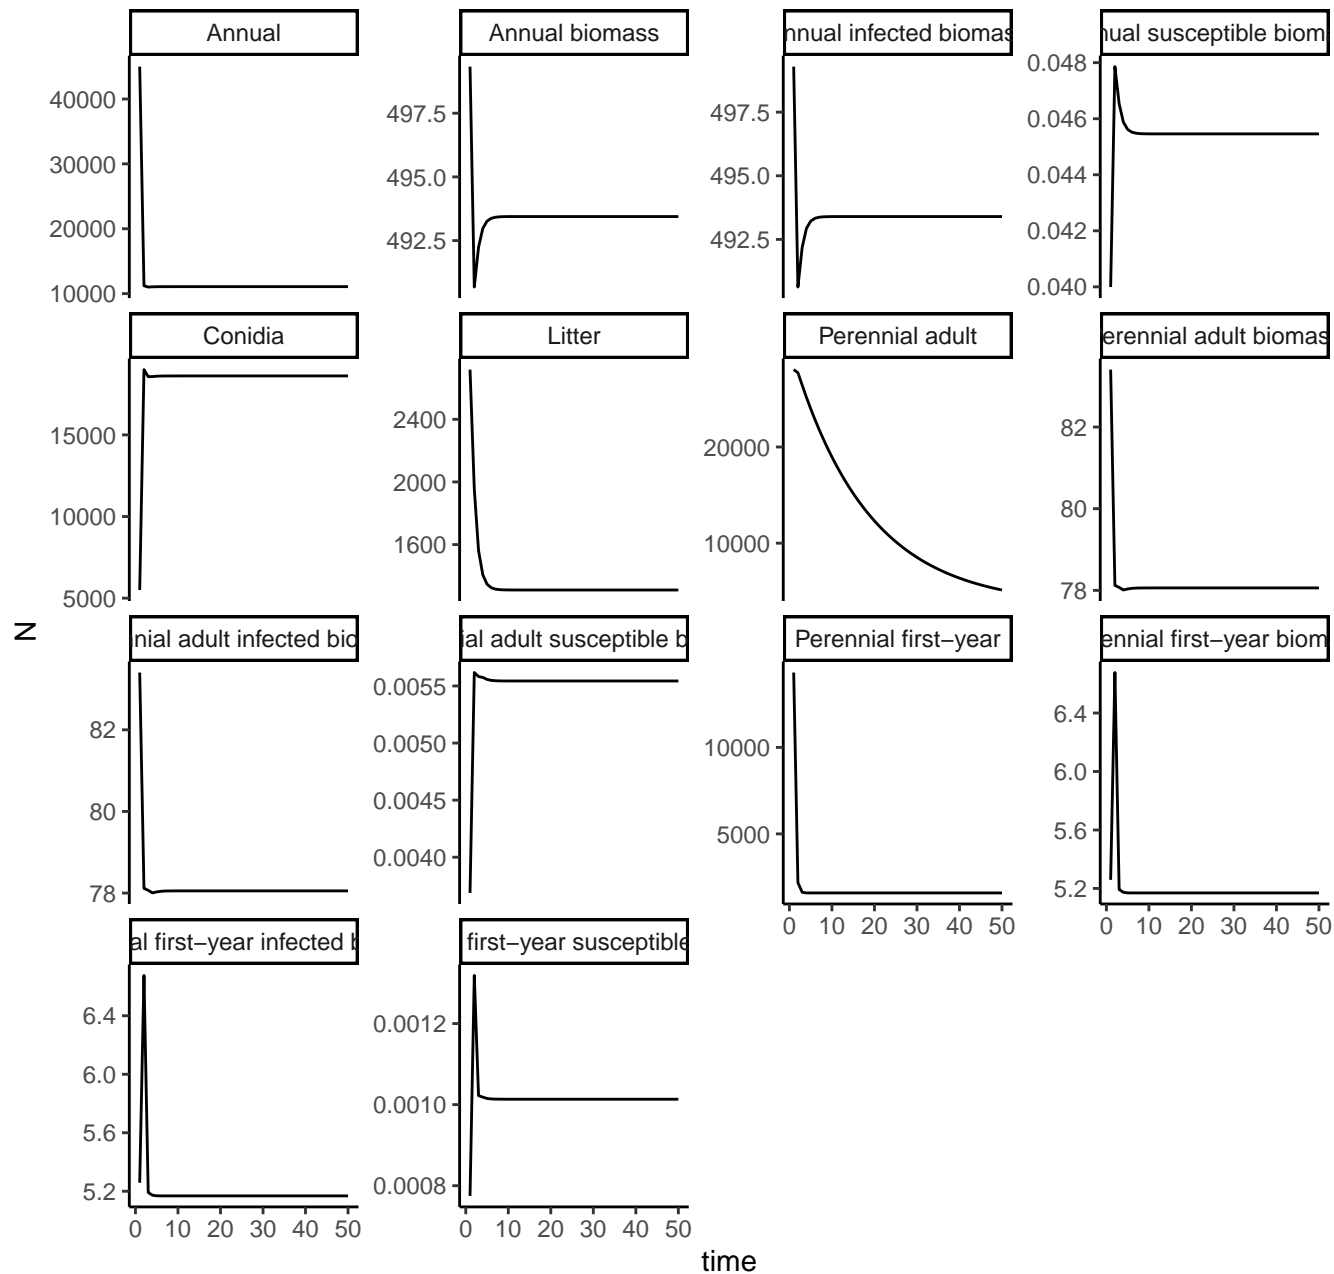 Annual
Annual biomass
nnual infected biomas
nual susceptible biom
40000
30000
20000
10000
497.5
495.0
492.5
497.5
495.0
492.5
0.048
0.046
0.044
0.042
0.040
Conidia
Litter
Perennial adult
erennial adult biomas
15000
10000
5000
2400
2000
1600
20000
10000
82
80
78
N
nial adult infected bio
ial adult susceptible b
Perennial first−year
ennial first−year biom
82
80
78
0.0055
0.0050
0.0045
0.0040
10000
5000
6.4
6.0
5.6
5.2
0 10 20 30 40 50
0 10 20 30 40 50
al first−year infected b
first−year susceptible
6.4
6.0
5.6
5.2
0.0012
0.0010
0.0008
0 10 20 30 40 50
0 10 20 30 40 50
time